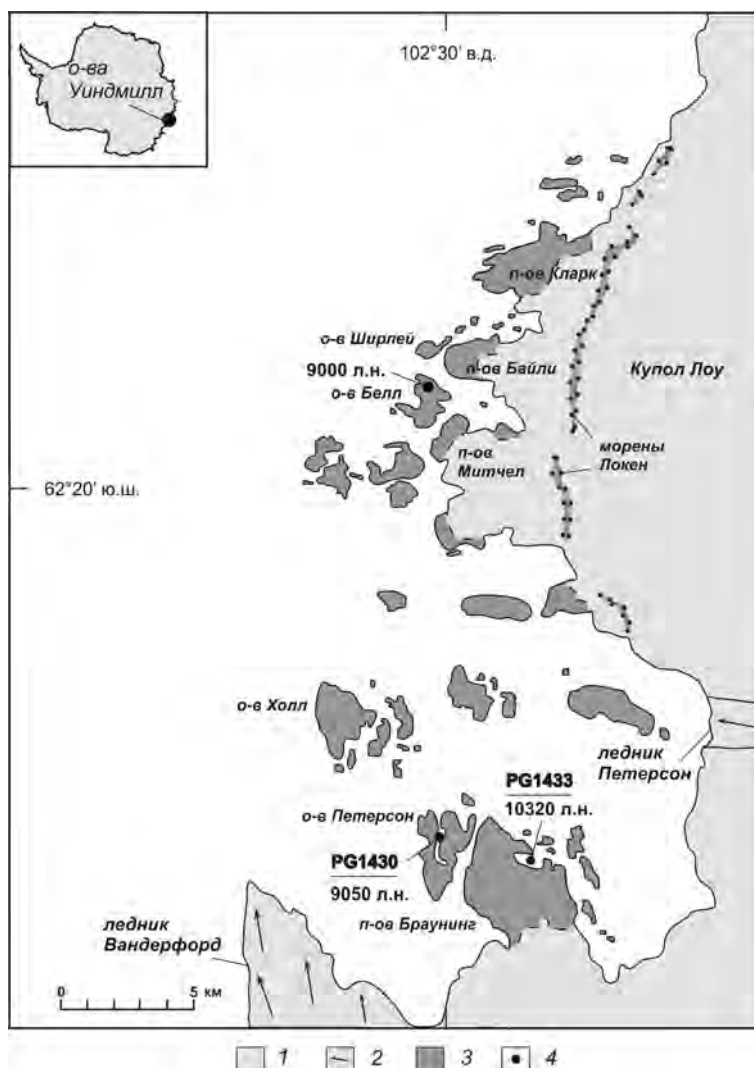 о-ва
Уиндмилл
102°30' в.д.
п-ов Кларк
о-в Ширлей
9000 л.н.
о-в Белл
п-ов Байли
Купол Лоу
морены
Локен
п-ов
Митчел
62°20' ю.ш.
о-в Холл
ледник
Петерсон
PG1433
10320 л.н.
о-в Петерсон
PG1430
9050 л.н.
п-ов Браунинг
ледник
Вандерфорд
0 5 км
1 2 3 4